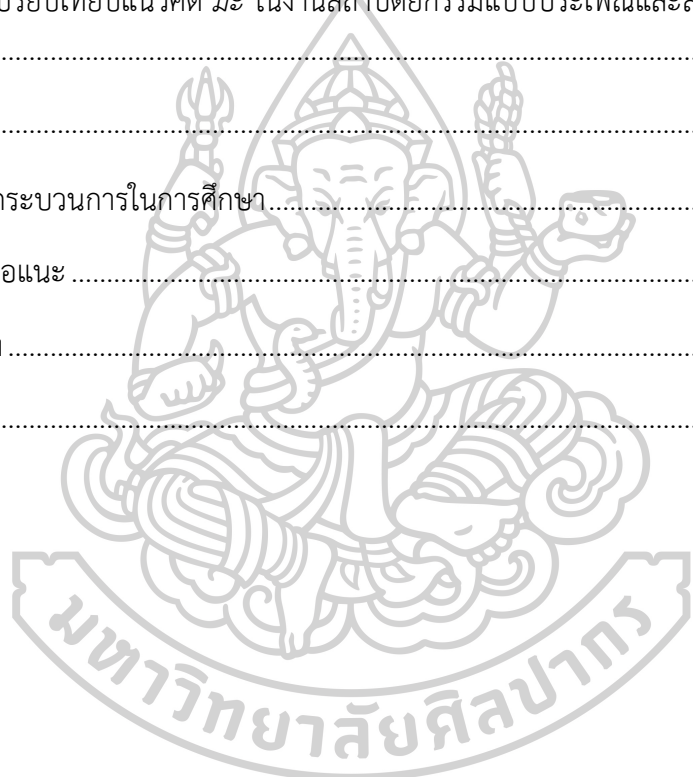 ปรียบเทียบแนวคิด มะ ในงานสถาปัตยกรรมแบบประเพณีและส
........................................................................
........................................................................
กระบวนการในการศึกษา........................................................
อแนะ ........................................................................
........................................................................
........................................................................
มหาวิทยาลัยศิลปากร